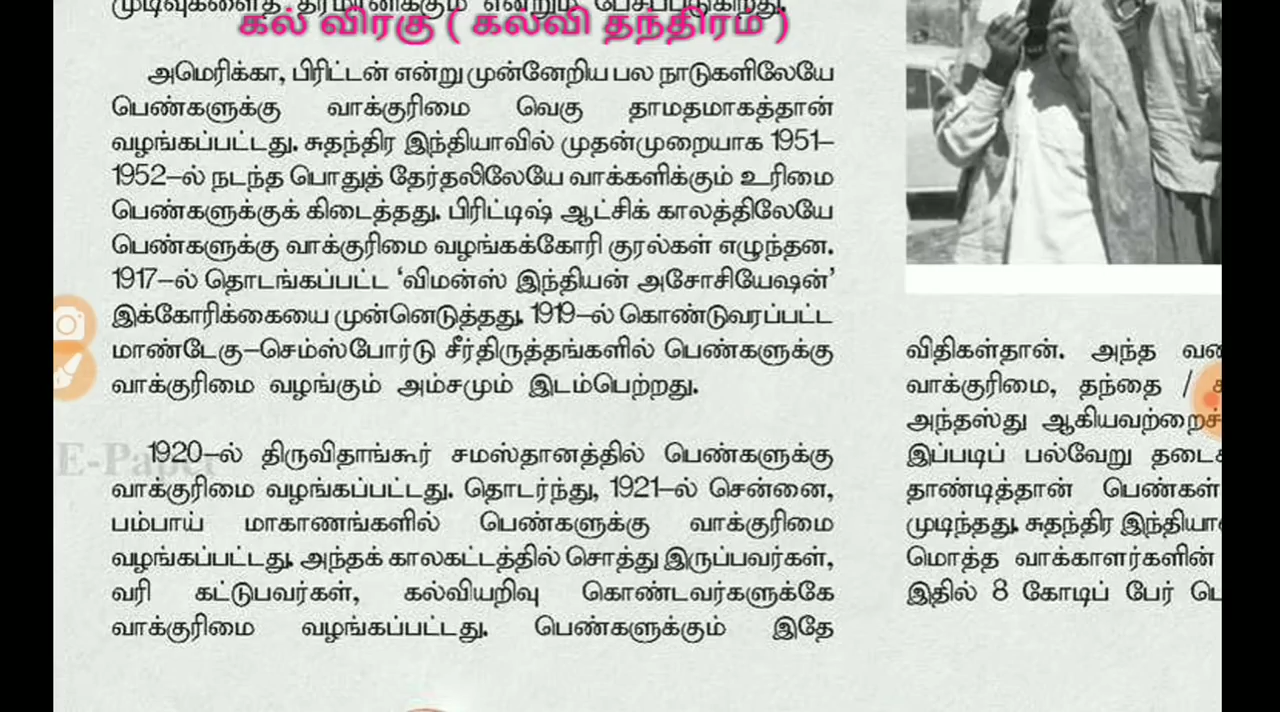 முடிவுகளைத் தீர்மானிக்கும் என்றும் பேசப்படுகிறது.
கல் விரகு ( கல்வி தந்திரம் )
அமெரிக்கா, பிரிட்டன் என்று முன்னேறிய பல நாடுகளிலேயே
பெண்களுக்கு வாக்குரிமை வெகு தாமதமாகத்தான்
வழங்கப்பட்டது. சுதந்திர இந்தியாவில் முதன்முறையாக 1951–
1952–ல் நடந்த பொதுத் தேர்தலிலேயே வாக்களிக்கும் உரிமை
பெண்களுக்குக் கிடைத்தது. பிரிட்டிஷ் ஆட்சிக் காலத்திலேயே
பெண்களுக்கு வாக்குரிமை வழங்கக்கோரி குரல்கள் எழுந்தன.
1917–ல் தொடங்கப்பட்ட ‘விமன்ஸ் இந்தியன் அசோசியேஷன்’
இக்கோரிக்கையை முன்னெடுத்தது. 1919–ல் கொண்டுவரப்பட்ட
மாண்டேகு–செம்ஸ்போர்டு சீர்திருத்தங்களில் பெண்களுக்கு
வாக்குரிமை வழங்கும் அம்சமும் இடம்பெற்றது.
E-Paper
1920–ல் திருவிதாங்கூர் சமஸ்தானத்தில் பெண்களுக்கு
வாக்குரிமை வழங்கப்பட்டது. தொடர்ந்து, 1921–ல் சென்னை,
பம்பாய் மாகாணங்களில் பெண்களுக்கு வாக்குரிமை
வழங்கப்பட்டது. அந்தக் காலகட்டத்தில் சொத்து இருப்பவர்கள்,
வரி கட்டுபவர்கள், கல்வியறிவு கொண்டவர்களுக்கே
வாக்குரிமை வழங்கப்பட்டது. பெண்களுக்கும் இதே
விதிகள்தான். அந்த
வாக்குரிமை, தந்தை /
அந்தஸ்து ஆகியவற்றைச்
இப்படிப் பல்வேறு
தாண்டித்தான் பெண்கள்
முடிந்தது. சுதந்திர
மொத்த வாக்காளர்களின்
இதில் 8 கோடிப் பேர்